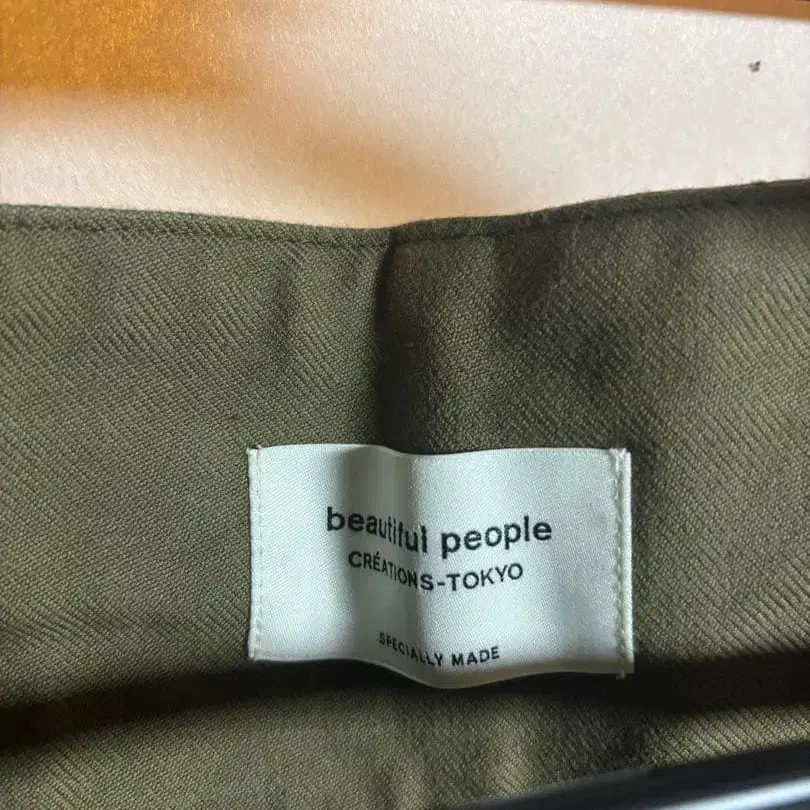 beautiful people
CRÉATIONS-TOKYO
SPECIALLY MADE